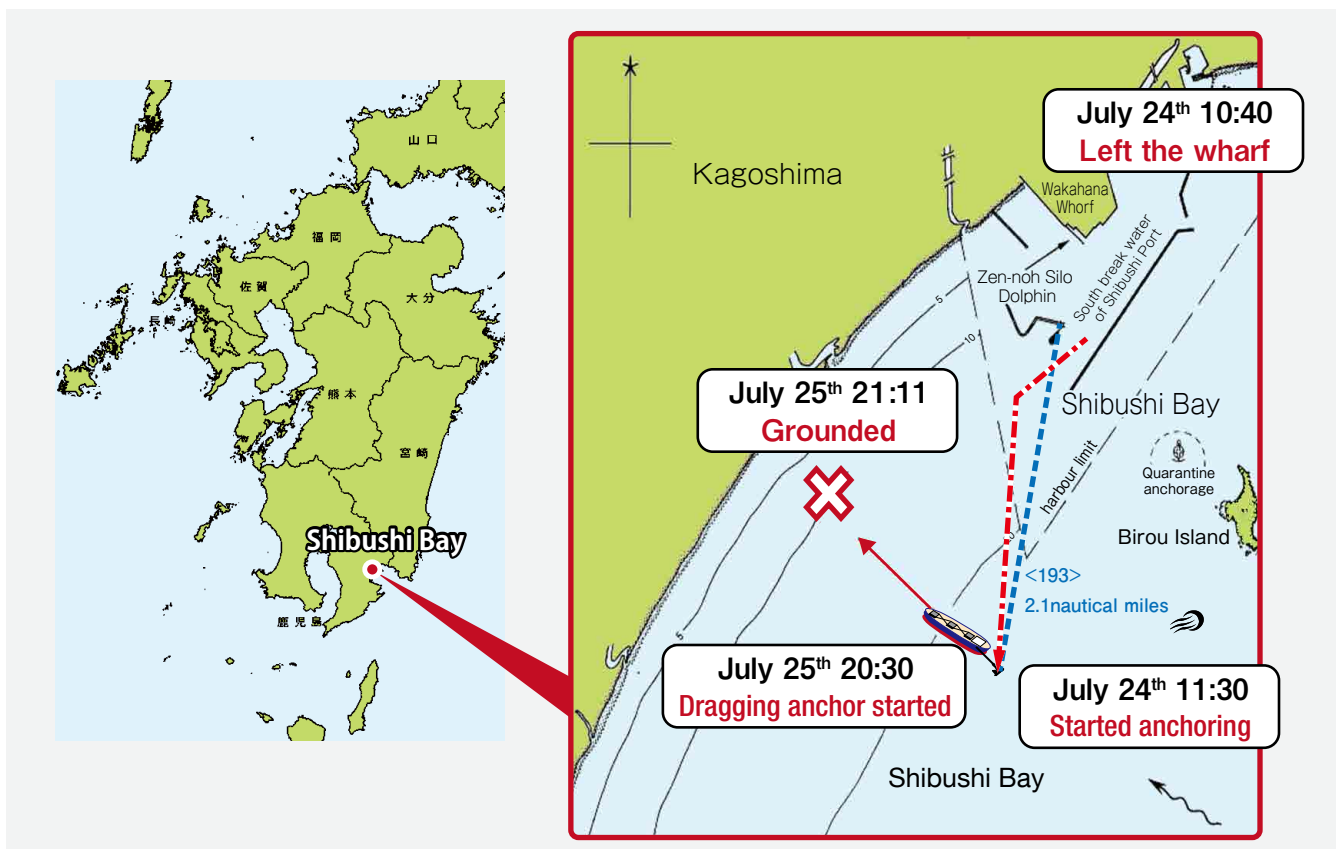 山口
福岡
佐賀
大分
長崎
熊本
宮崎
Shibushi Bay
鹿児島
July 24th 10:40
Left the wharf
Kagoshima
Wakahana
Whorf
South break water
of Shibushi Port
Zen-noh Silo
Dolphin
5
10
July 25th 21:11
Grounded
Shibushi Bay
harbour limit
Quarantine
anchorage
Birou Island
<193>
2.1nautical miles
5
July 25th 20:30
Dragging anchor started
July 24th 11:30
Started anchoring
Shibushi Bay